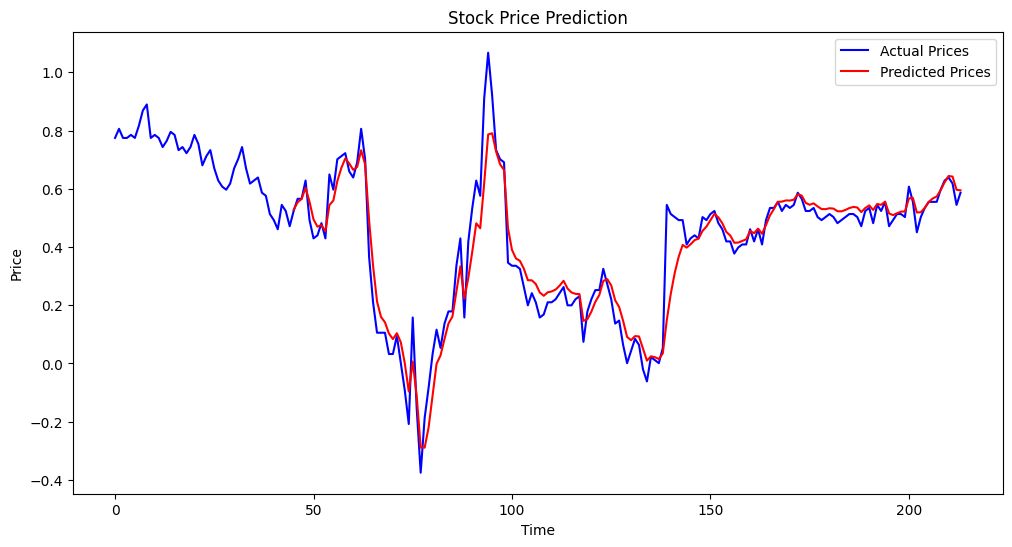 Stock Price Prediction
Actual Prices
Predicted Prices
Price
1.0
0.8
0.6
0.4
0.2
0.0
−0.2
−0.4
0 50 100 150 200
Time